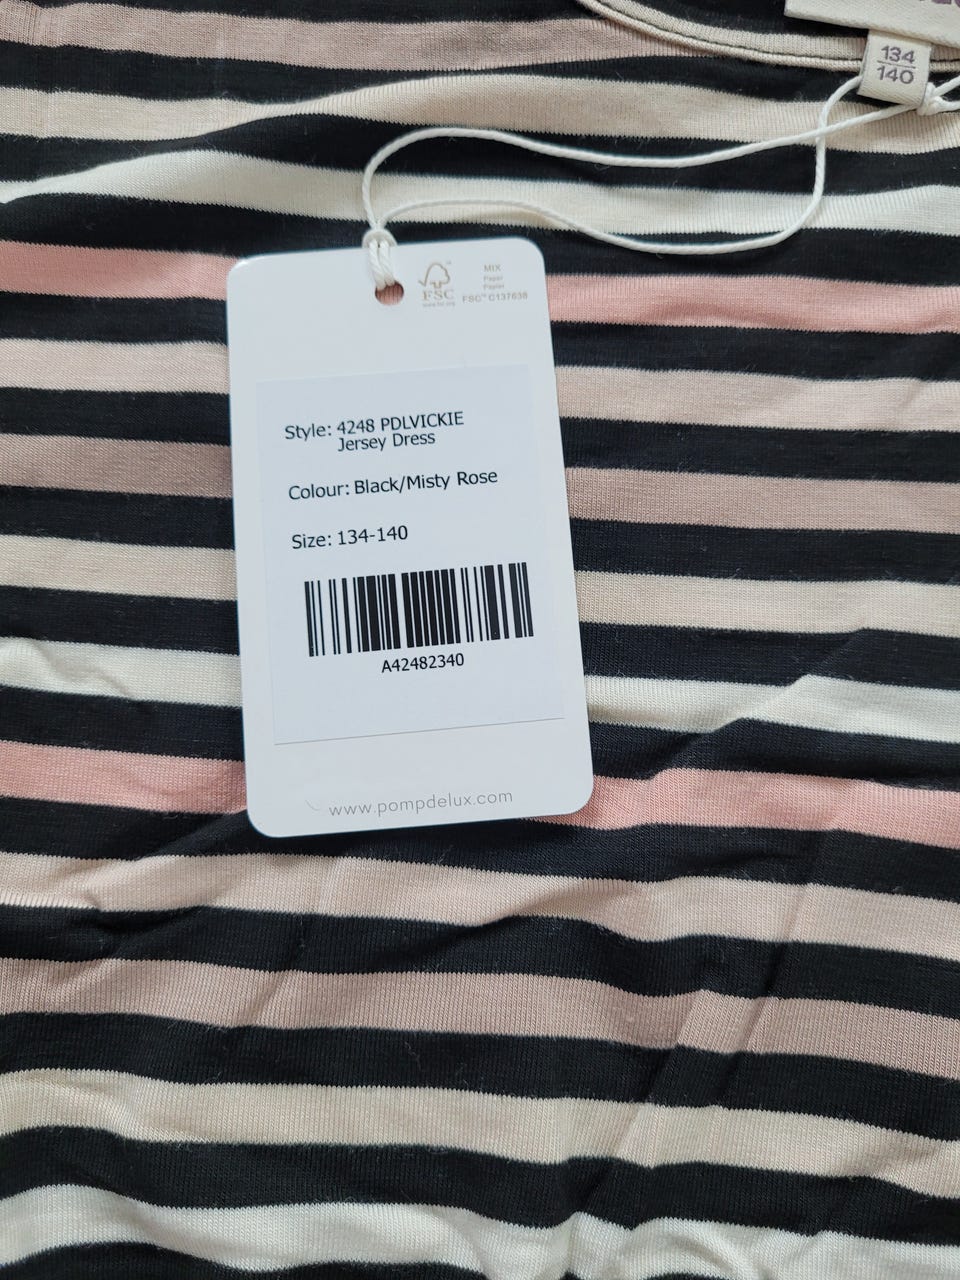 134
140
FSC
MIX
Paper
Papier
FSC™ C137638
Style: 4248 PDLVICKIE
Jersey Dress
Colour: Black/Misty Rose
Size: 134-140
A42482340
www.pompdelux.com